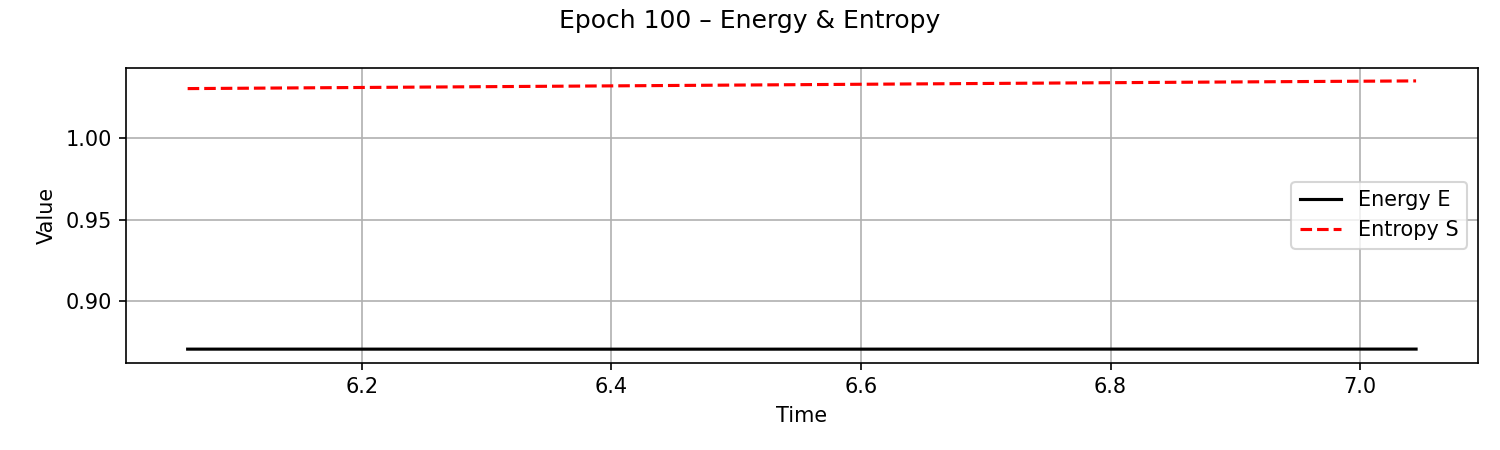 Epoch 100 – Energy & Entropy
Value
1.00
0.95
0.90
Energy E
Entropy S
6.2 6.4 6.6 6.8 7.0
Time